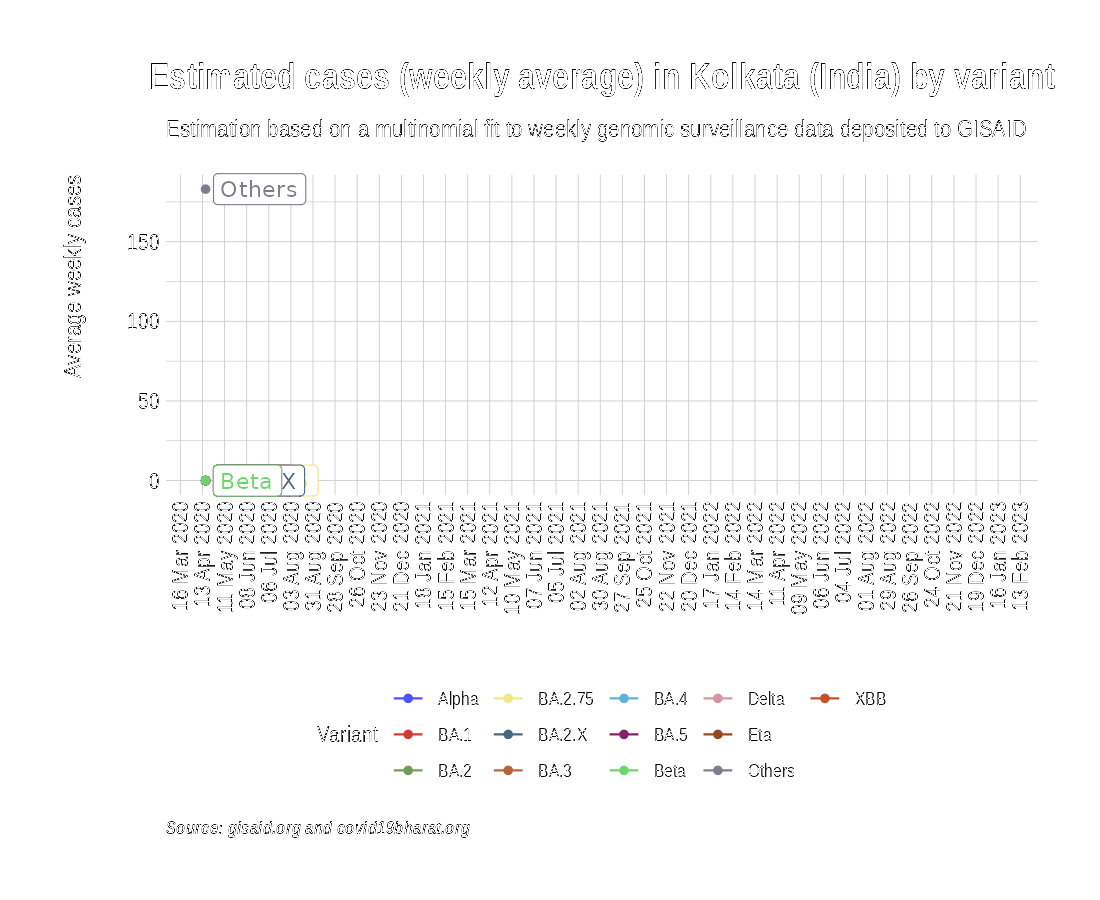 Estimated cases (weekly average) in Kolkata (India) by variant
Estimation based on a multinomial fit to weekly genomic surveillance data deposited to GISAID
Average weekly cases
150
100
50
0
Others
Beta
X
16 Mar 2020
13 Apr 2020
11 May 2020
08 Jun 2020
06 Jul 2020
03 Aug 2020
31 Aug 2020
28 Sep 2020
26 Oct 2020
23 Nov 2020
21 Dec 2020
18 Jan 2021
15 Feb 2021
15 Mar 2021
12 Apr 2021
10 May 2021
07 Jun 2021
05 Jul 2021
02 Aug 2021
30 Aug 2021
27 Sep 2021
25 Oct 2021
22 Nov 2021
20 Dec 2021
17 Jan 2022
14 Feb 2022
14 Mar 2022
11 Apr 2022
09 May 2022
06 Jun 2022
04 Jul 2022
01 Aug 2022
29 Aug 2022
26 Sep 2022
24 Oct 2022
21 Nov 2022
19 Dec 2022
16 Jan 2023
13 Feb 2023
Variant
Alpha
BA.1
BA.2
BA.2.75
BA.2.X
BA.3
BA.4
BA.5
Beta
Delta
Eta
Others
XBB
Source: gisaid.org and covid19bharat.org